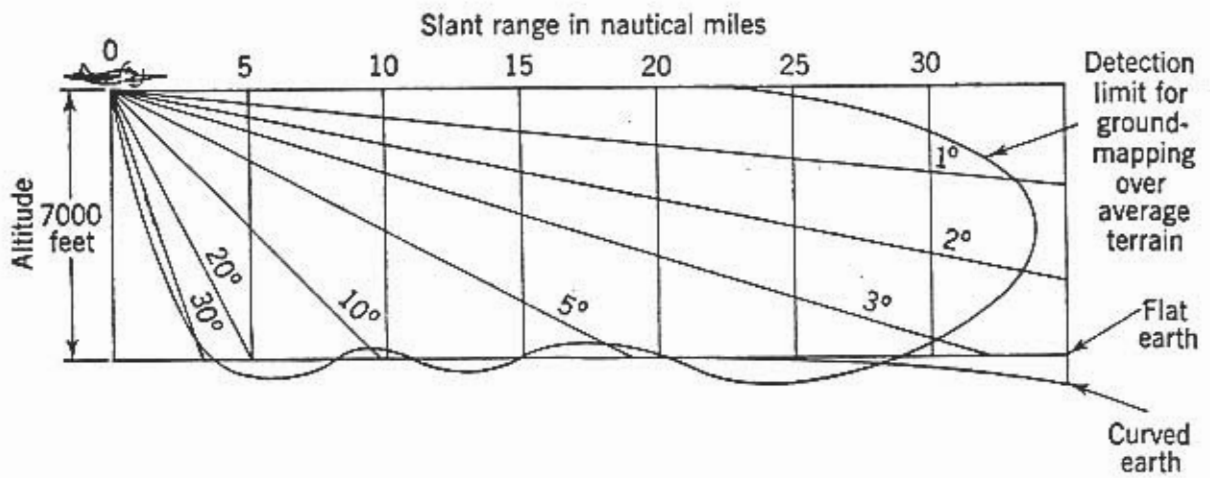 Slant range in nautical miles
0 5 10 15 20 25 30
Detection
limit for
ground-
mapping
over
average
terrain
Altitude
7000
feet
1°
2°
3°
5°
10°
20°
30°
Flat
earth
Curved
earth